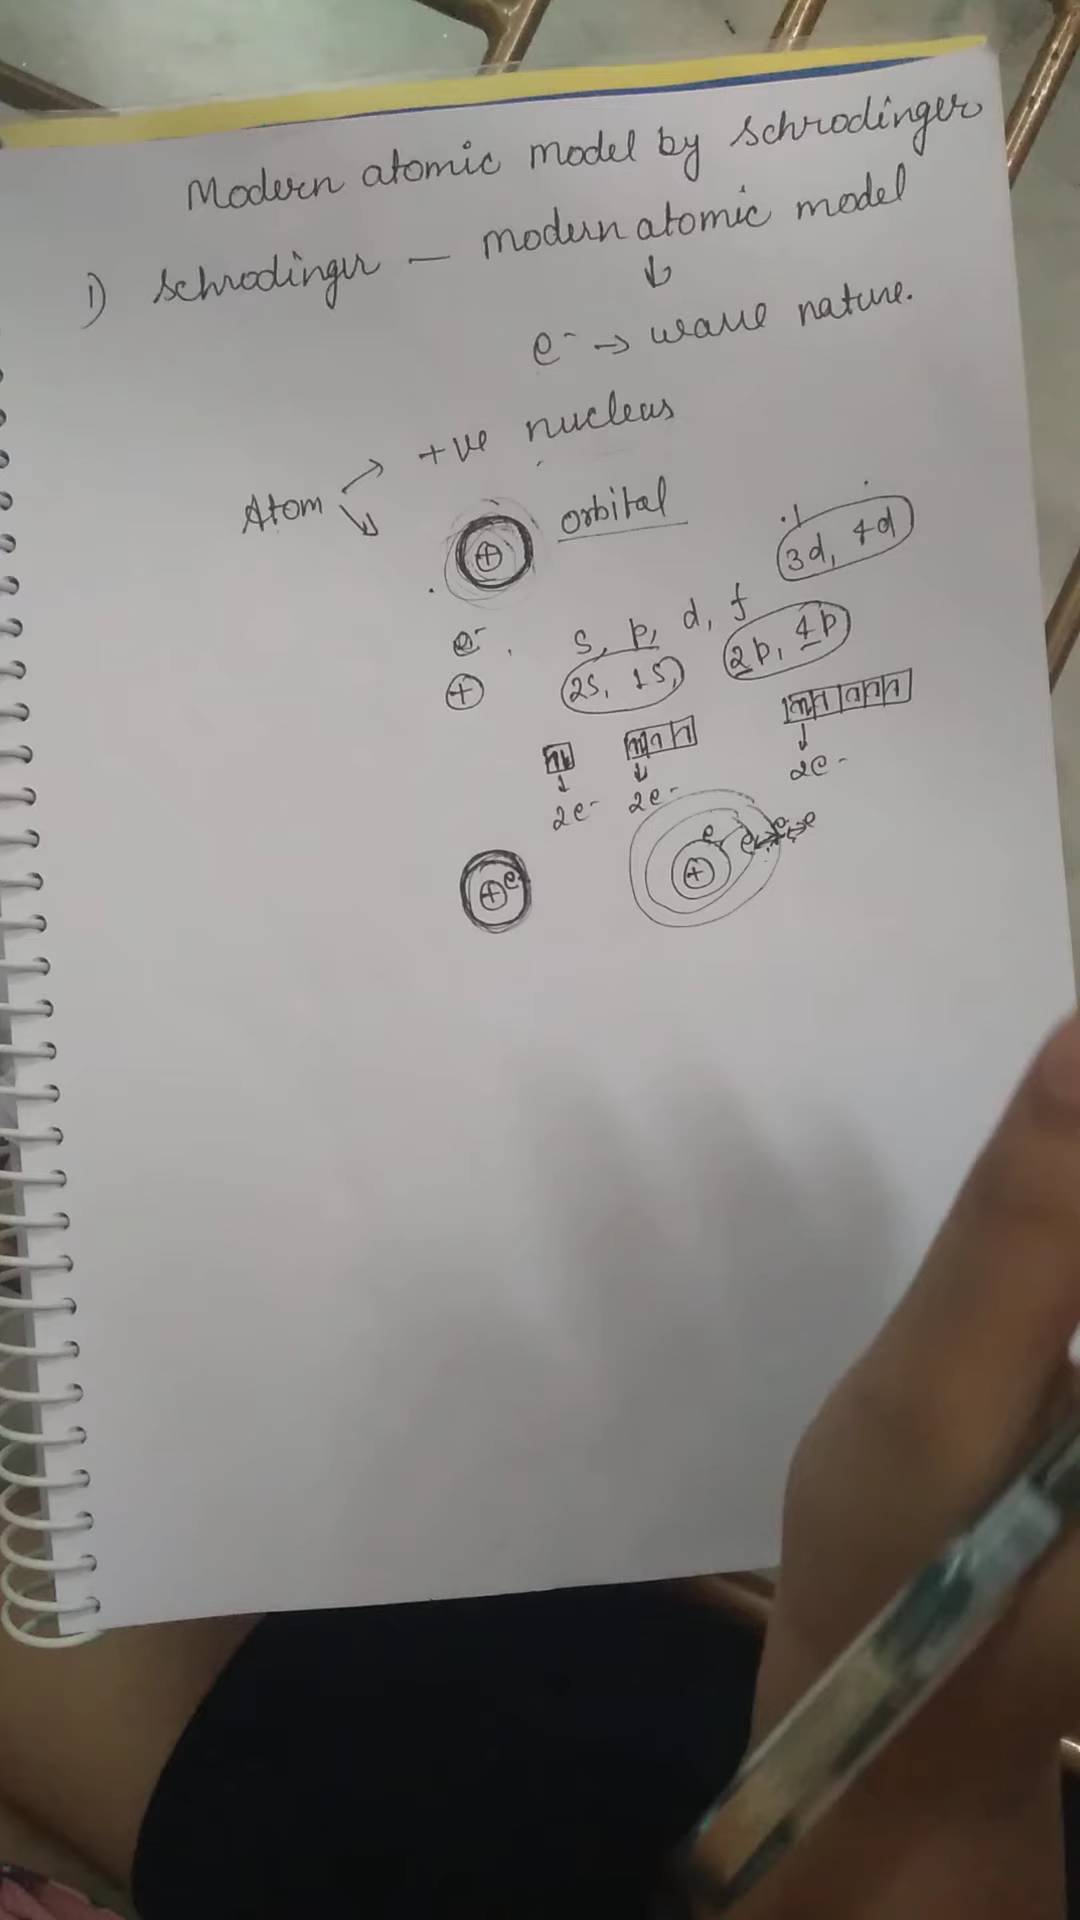 Modern atomic model by schrodinger
1) schrodinger — modern atomic model
↓
e⁻ → wave nature.
Atom → +ve nucleus
orbital
+
3d, 4d
e⁻, s, p, d, f
+ 2s, 1s, 2p, 4p
2e⁻ 2e⁻ 2e⁻
+ e + e e e e